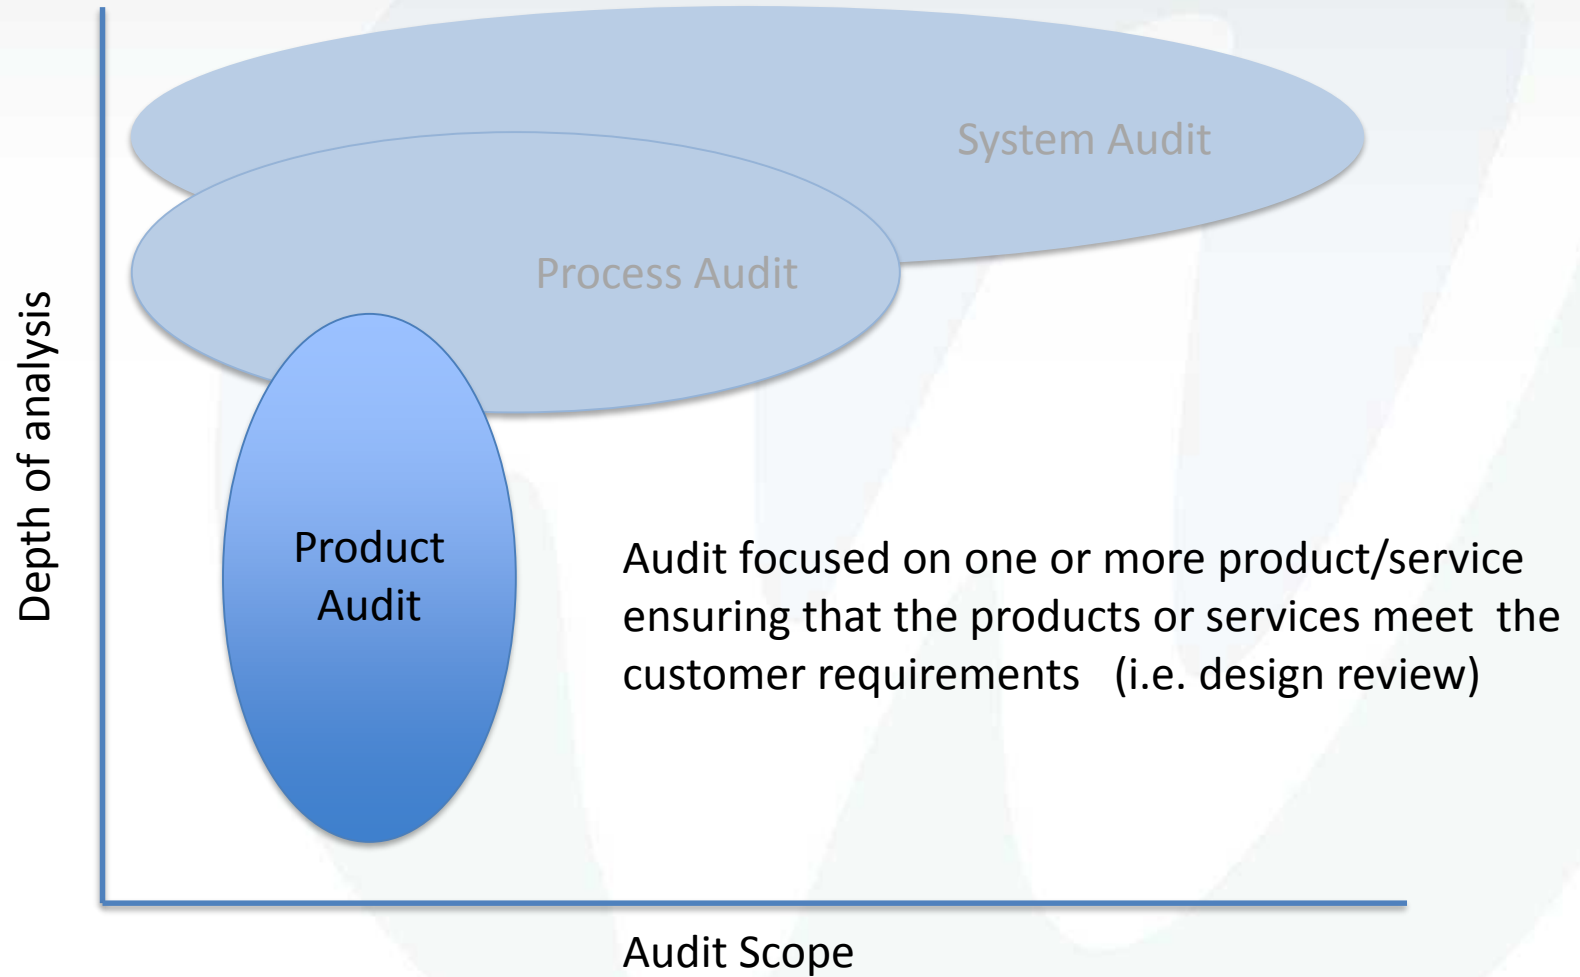 System Audit
Process Audit
Depth of analysis
Product
Audit
Audit focused on one or more product/service
ensuring that the products or services meet  the
customer requirements   (i.e. design review)
Audit Scope